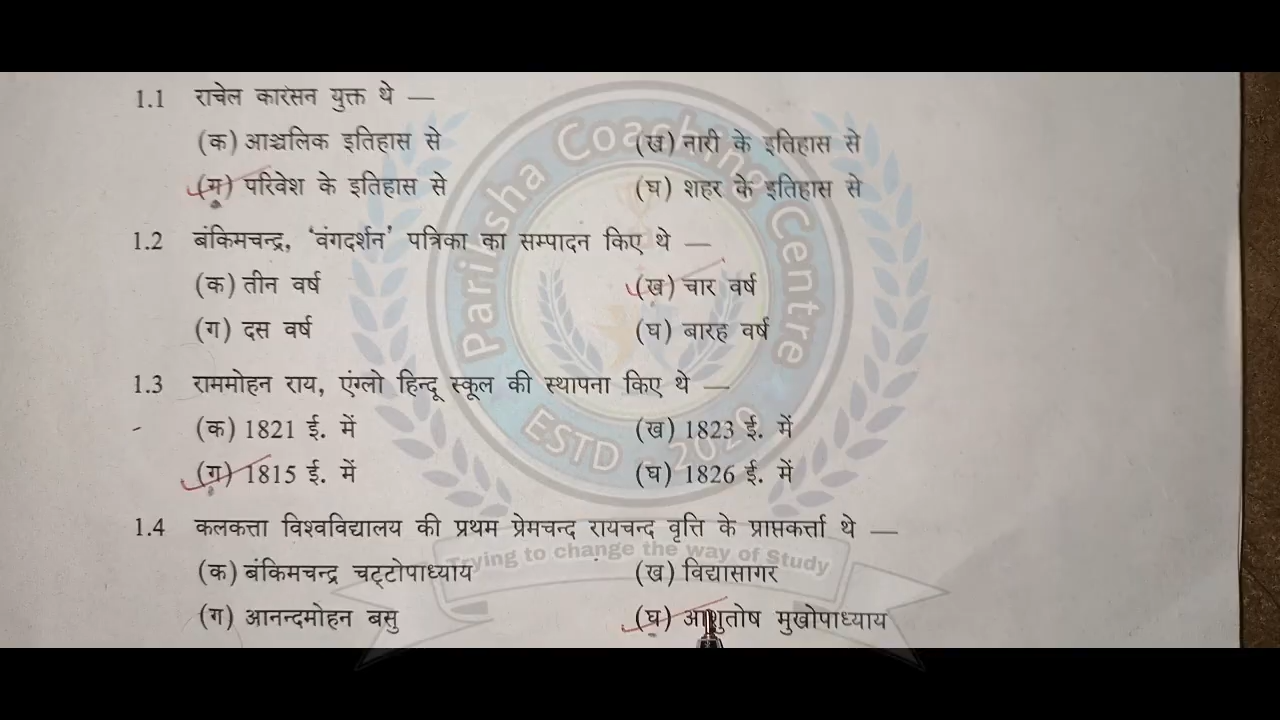 1.1 राचेल कारसन युक्त थे —
(क) आञ्चलिक इतिहास से (ख) नारी के इतिहास से
(ग) परिवेश के इतिहास से (घ) शहर के इतिहास से
1.2 बंकिमचन्द्र, ‘वंगदर्शन’ पत्रिका का सम्पादन किए थे —
(क) तीन वर्ष (ख) चार वर्ष
(ग) दस वर्ष (घ) बारह वर्ष
1.3 राममोहन राय, एंग्लो हिन्दू स्कूल की स्थापना किए थे —
(क) 1821 ई. में (ख) 1823 ई. में
(ग) 1815 ई. में (घ) 1826 ई. में
1.4 कलकत्ता विश्वविद्यालय की प्रथम प्रेमचन्द रायचन्द वृत्ति के प्राप्तकर्त्ता थे —
(क) बंकिमचन्द्र चट्टोपाध्याय (ख) विद्यासागर
(ग) आनन्दमोहन बसु (घ) आशुतोष मुखोपाध्याय
Pariksha Coaching Centre
ESTD - 2020
Trying to change the way of Study